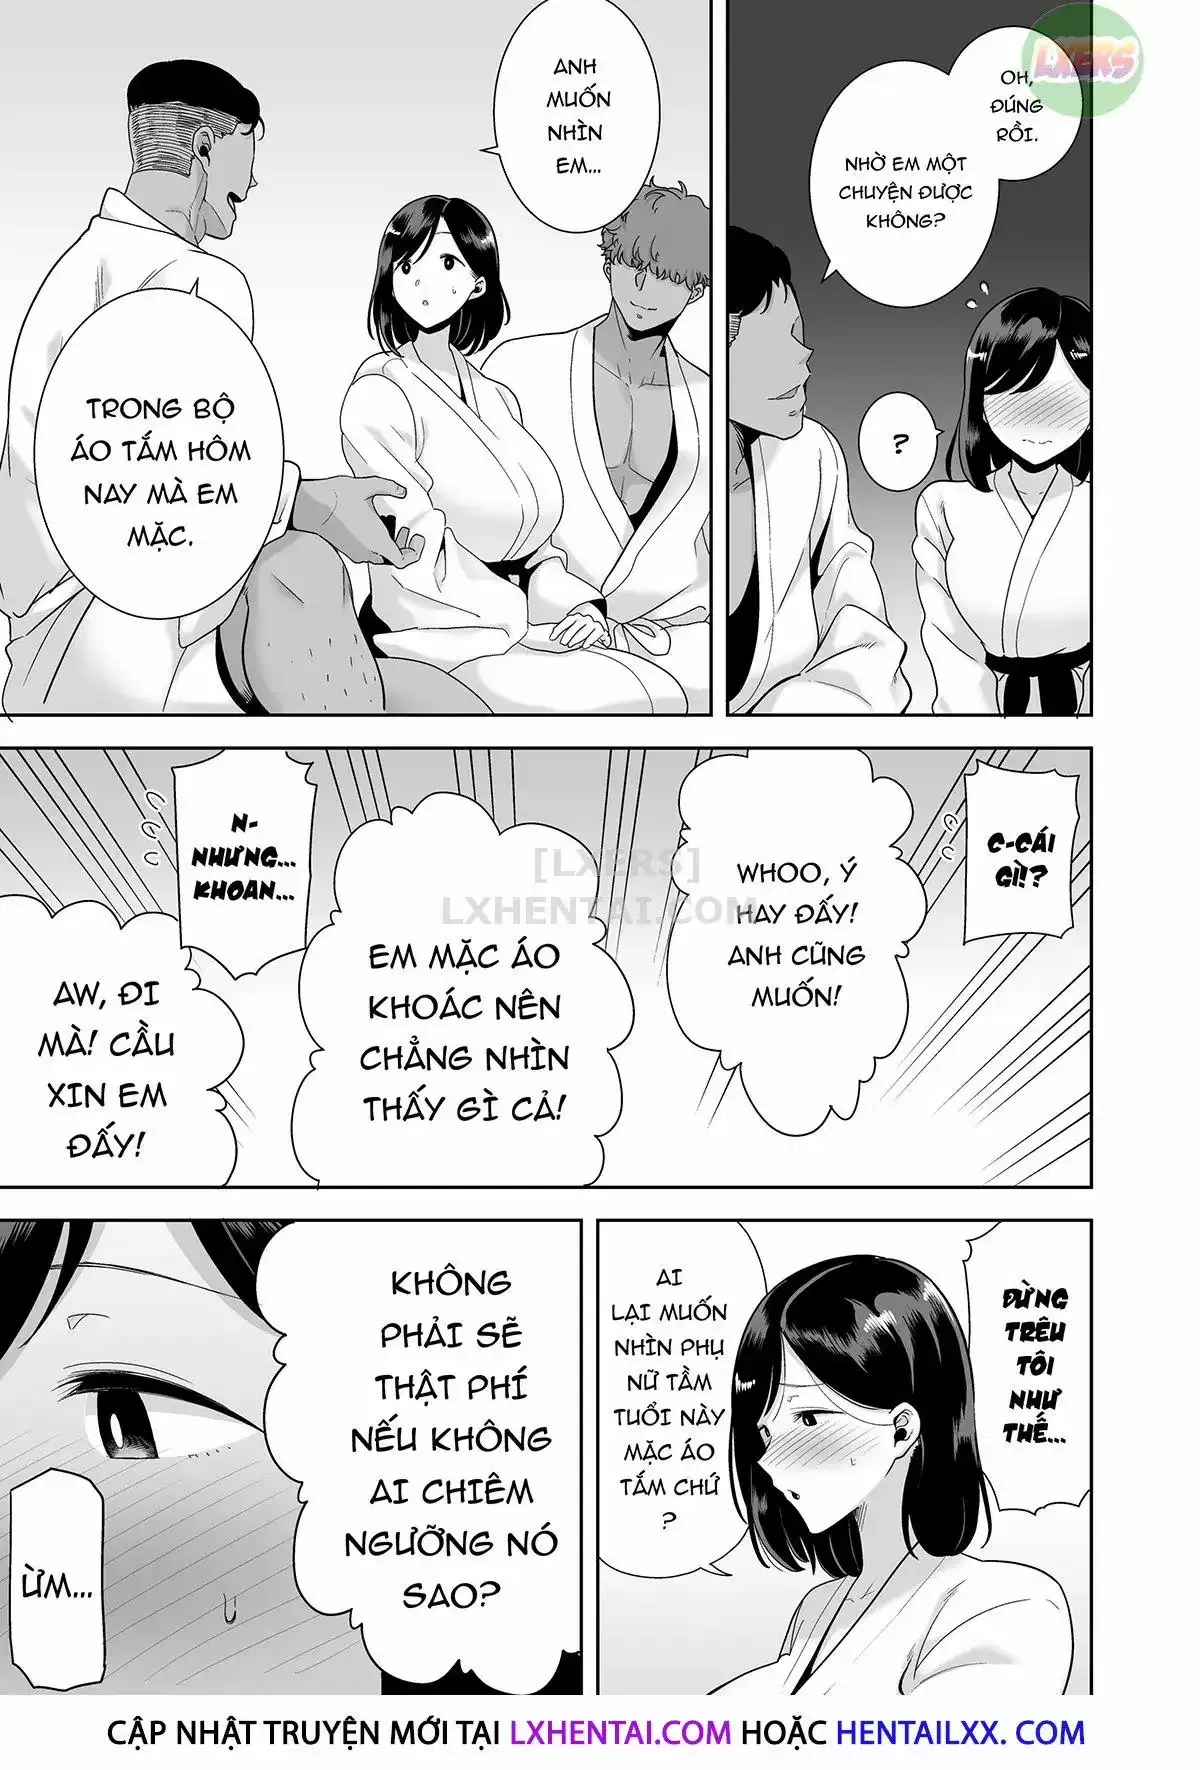 LXERS
OH,
ĐÚNG
RỒI.
NHỜ EM MỘT
CHUYỆN ĐƯỢC
KHÔNG?
?
ANH
MUỐN
NHÌN
EM...
TRONG BỘ
ÁO TẮM HÔM
NAY MÀ EM
MẶC.
C-CÁI
GÌ!?
WHOO, Ý
HAY ĐẤY!
ANH CŨNG
MUỐN!
[LXERS]
LXHENTAI.COM
EM MẶC ÁO
KHOÁC NÊN
CHẲNG NHÌN
THẤY GÌ CẢ!
N-
NHƯNG...
KHOAN...
AW, ĐI
MÀ! CẦU
XIN EM
ĐẤY!
ĐỪNG
TRÊU
TÔI
NHƯ
THẾ...
AI
LẠI MUỐN
NHÌN PHỤ
NỮ TẦM
TUỔI NÀY
MẶC ÁO
TẮM CHỨ
?
KHÔNG
PHẢI SẼ
THẬT PHÍ
NẾU KHÔNG
AI CHIÊM
NGƯỠNG NÓ
SAO?
ỪM...
CẬP NHẬT TRUYỆN MỚI TẠI LXHENTAI.COM HOẶC HENTAILXX. COM